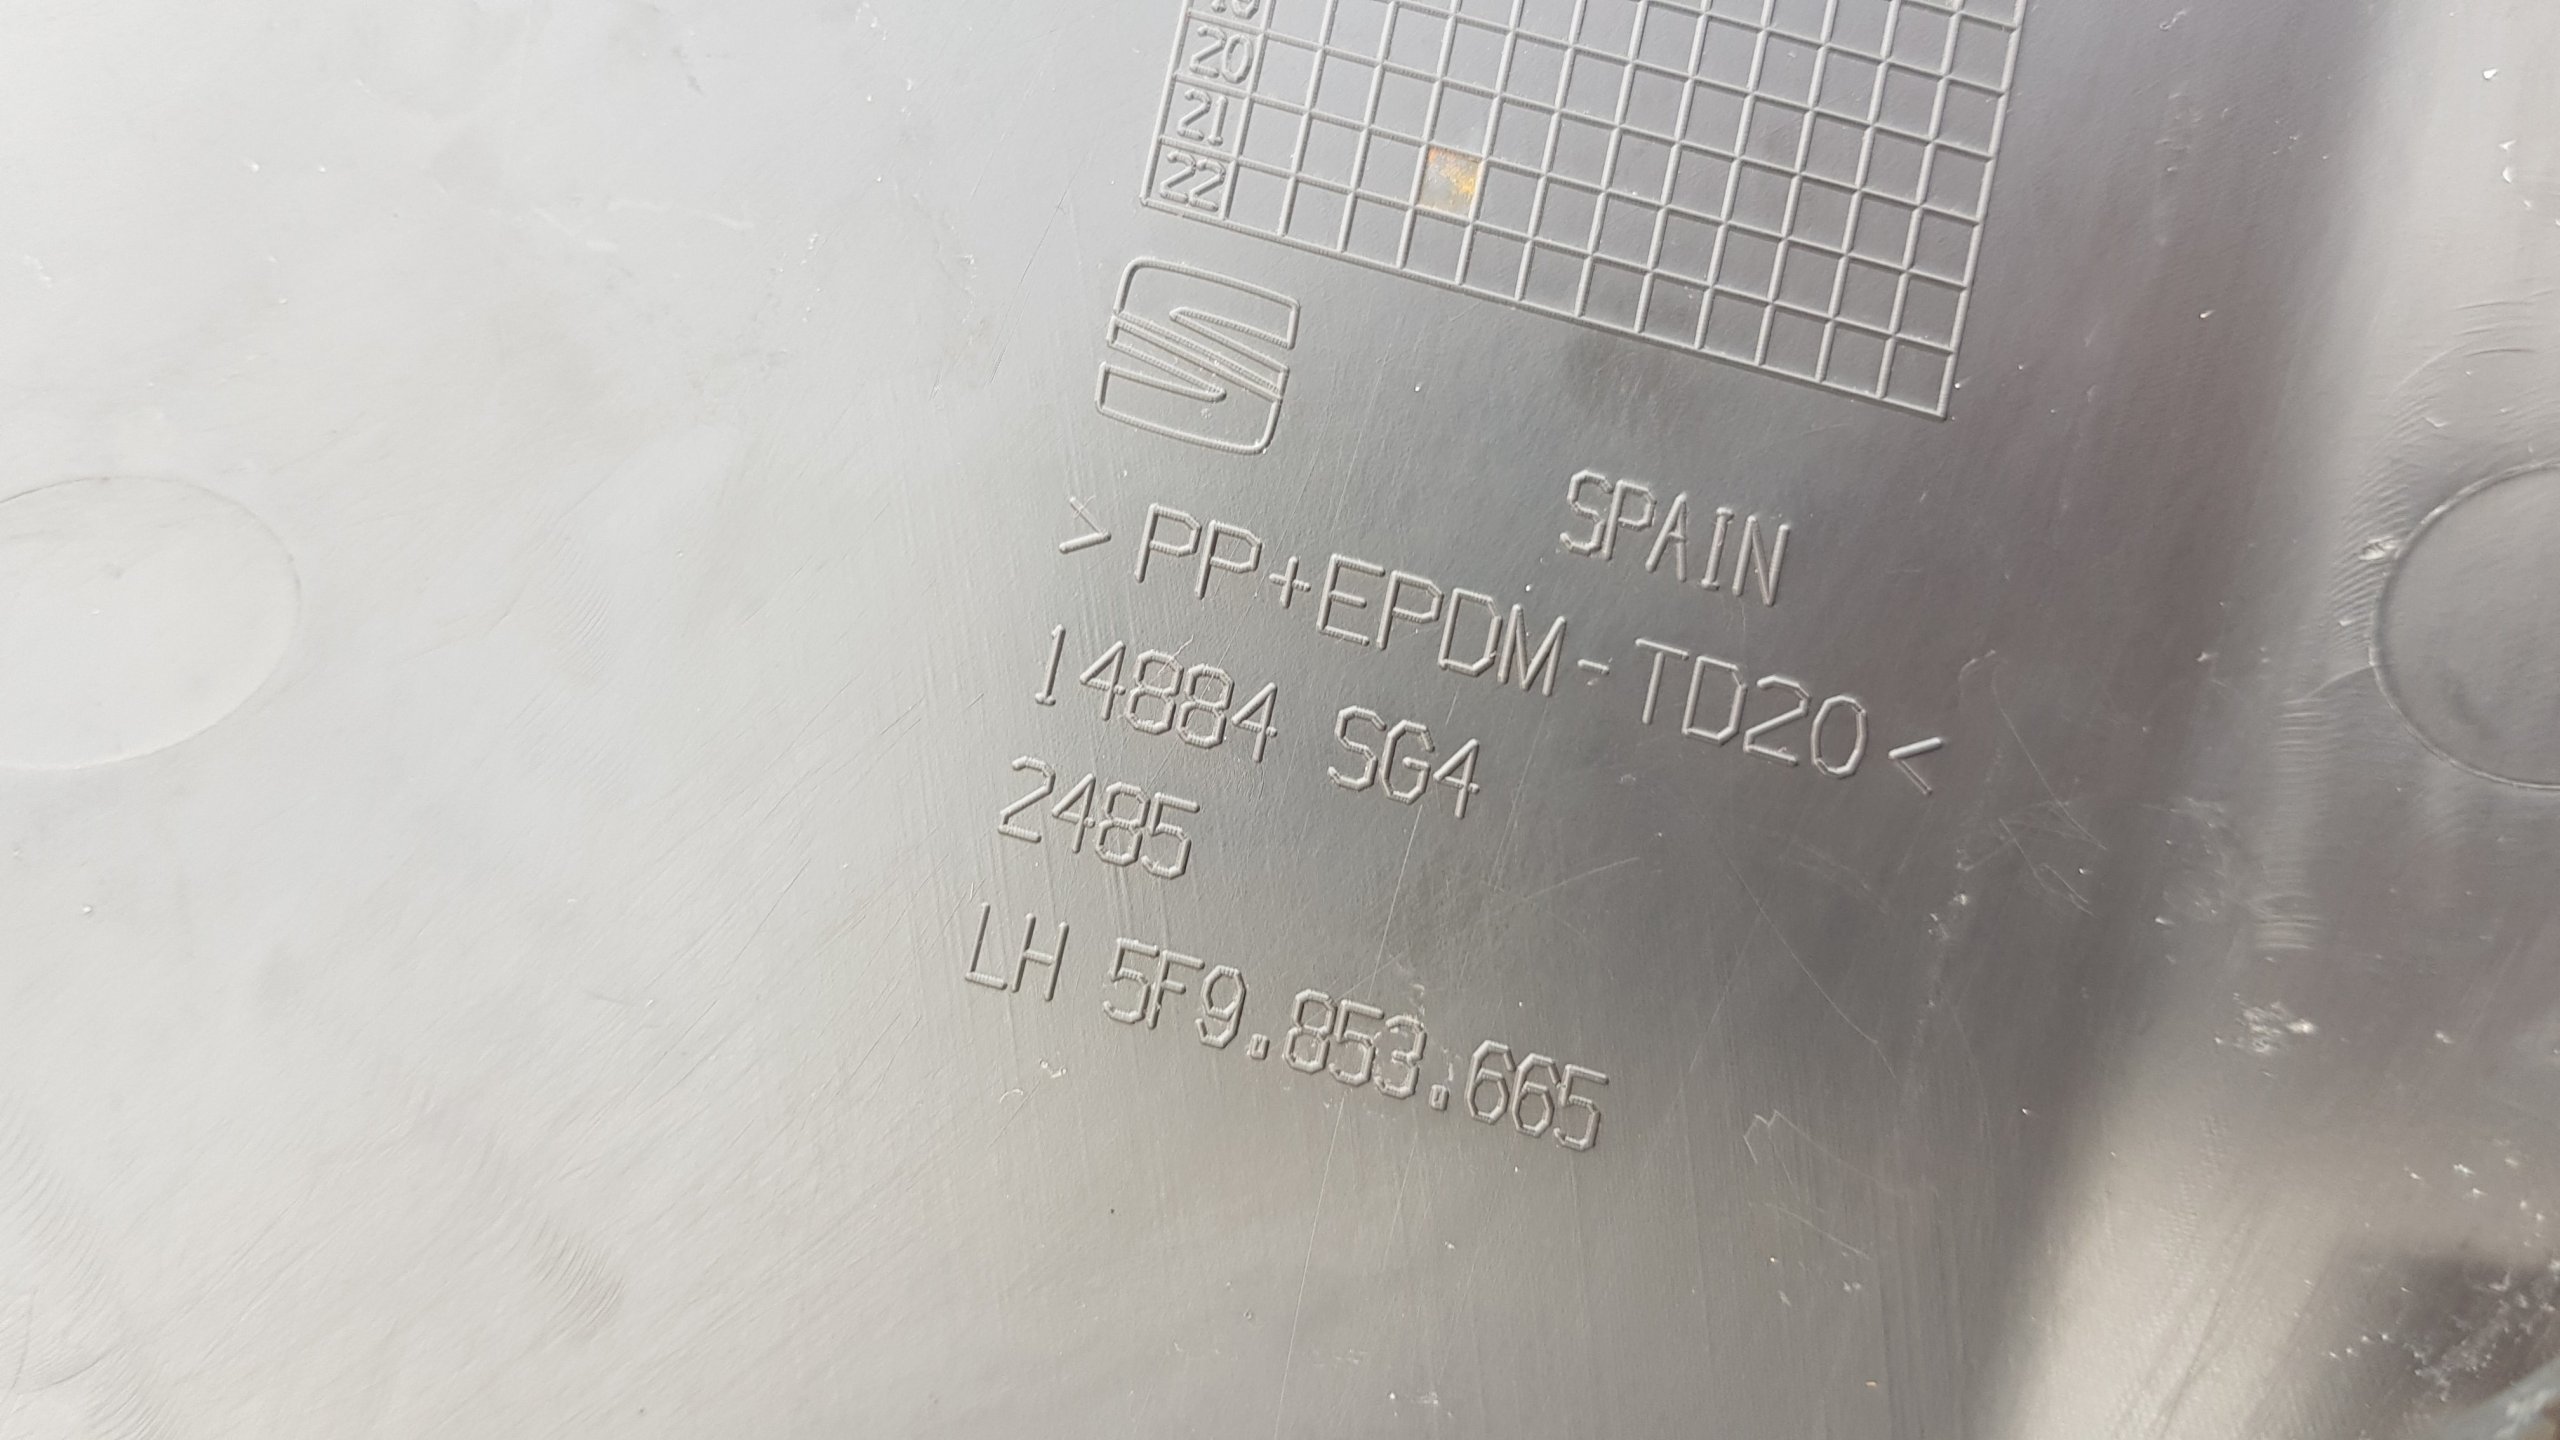 20
21
22
SPAIN
>PP+EPDM-TD20<
14884 SG4
2485
LH 5F9.853.665